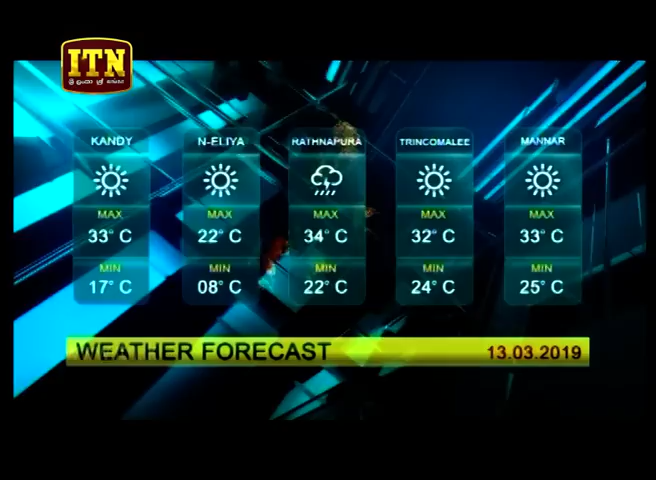 ITN
KANDY N-ELIYA RATHNAPURA TRINCOMALEE MANNAR
MAX MAX MAX MAX MAX
33° C 22° C 34° C 32° C 33° C
MIN MIN MIN MIN MIN
17° C 08° C 22° C 24° C 25° C
WEATHER FORECAST 13.03.2019